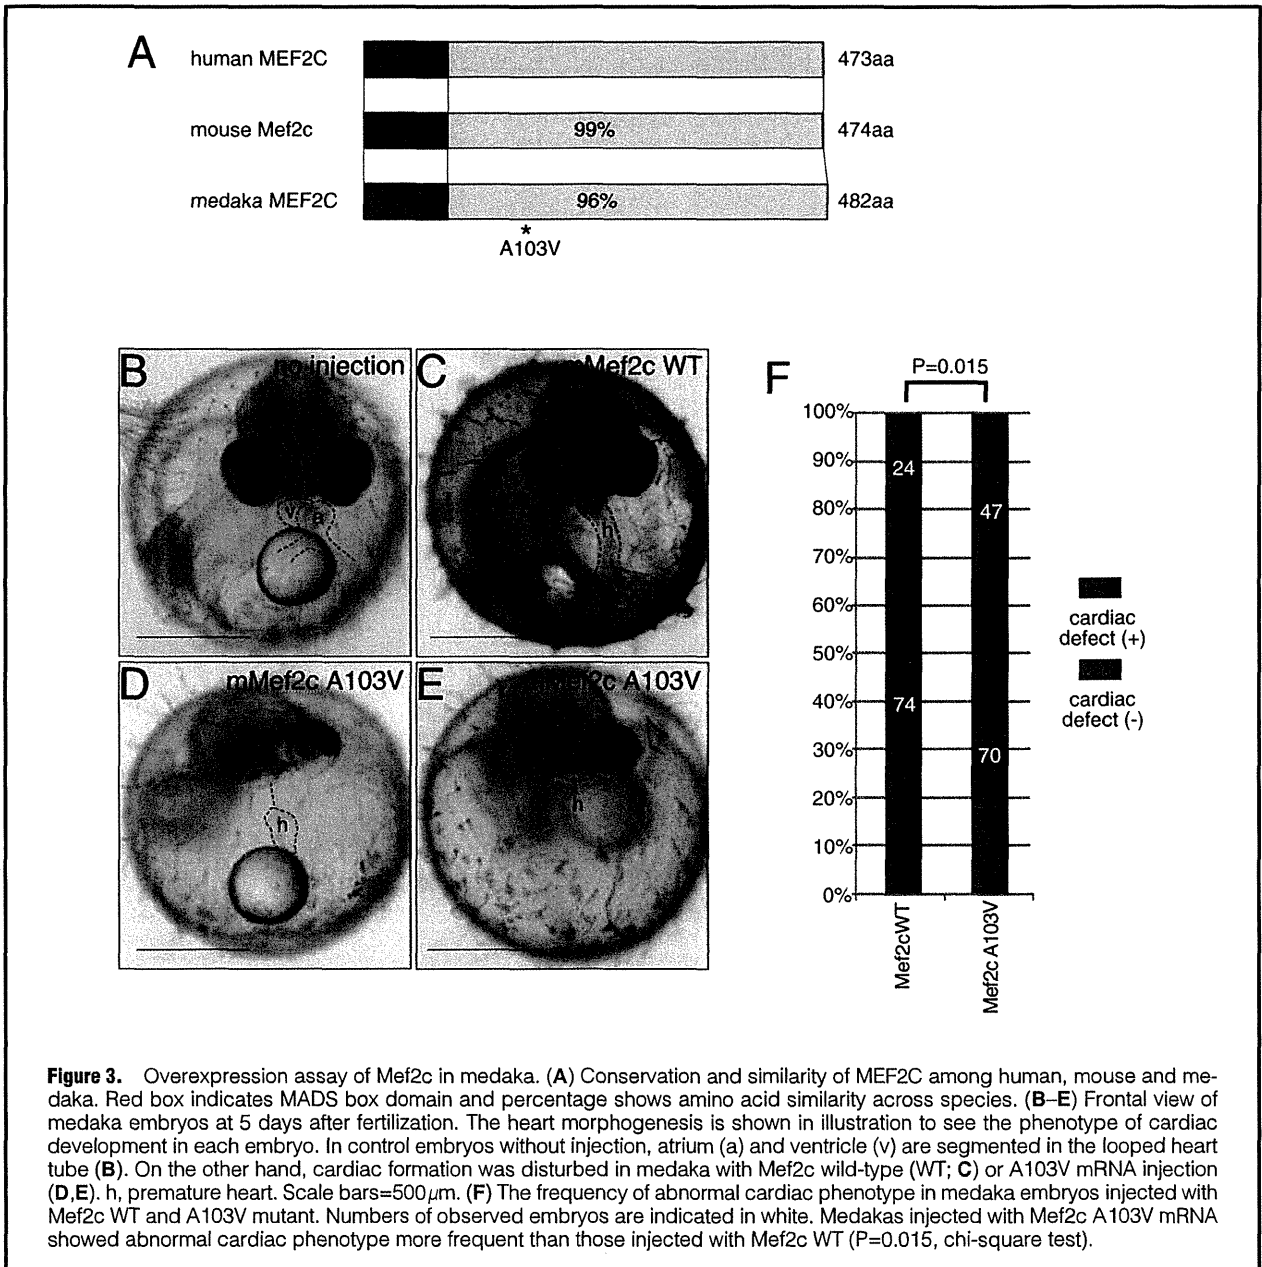 A
human MEF2C
473aa
mouse Mef2c
99%
474aa
medaka MEF2C
96%
482aa
*
A103V
B
no injection
v
a
C
mMef2c WT
h
D
mMef2c A103V
h
E
A103V
h
F
P=0.015
100%
90%
80%
70%
60%
50%
40%
30%
20%
10%
0%
24
47
74
70
Mef2cWT
Mef2c A103V
cardiac
defect (+)
cardiac
defect (-)
Figure 3. Overexpression assay of Mef2c in medaka. (A) Conservation and similarity of MEF2C among human, mouse and me-
daka. Red box indicates MADS box domain and percentage shows amino acid similarity across species. (B–E) Frontal view of
medaka embryos at 5 days after fertilization. The heart morphogenesis is shown in illustration to see the phenotype of cardiac
development in each embryo. In control embryos without injection, atrium (a) and ventricle (v) are segmented in the looped heart
tube (B). On the other hand, cardiac formation was disturbed in medaka with Mef2c wild-type (WT; C) or A103V mRNA injection
(D,E). h, premature heart. Scale bars=500μm. (F) The frequency of abnormal cardiac phenotype in medaka embryos injected with
Mef2c WT and A103V mutant. Numbers of observed embryos are indicated in white. Medakas injected with Mef2c A103V mRNA
showed abnormal cardiac phenotype more frequent than those injected with Mef2c WT (P=0.015, chi-square test).